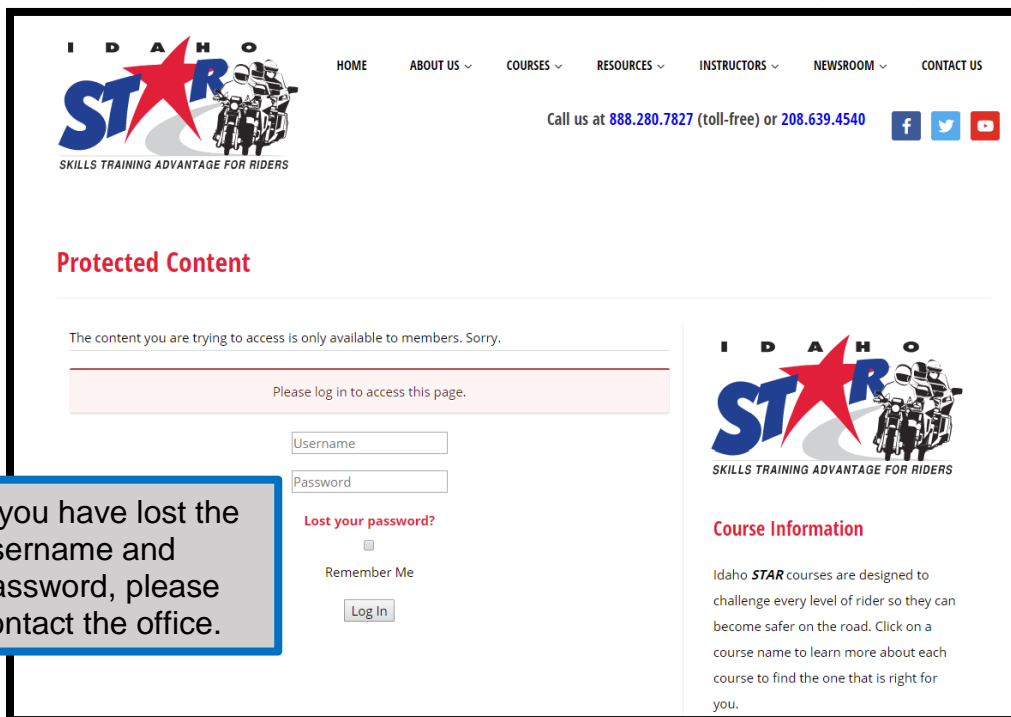 IDAHO
STAR
SKILLS TRAINING ADVANTAGE FOR RIDERS
HOME ABOUT US COURSES RESOURCES INSTRUCTORS NEWSROOM CONTACT US
Call us at 888.280.7827 (toll-free) or 208.639.4540
Protected Content
The content you are trying to access is only available to members. Sorry.
Please log in to access this page.
Username
Password
Lost your password?
Remember Me
Log In
you have lost the
sername and
assword, please
ontact the office.
IDAHO
STAR
SKILLS TRAINING ADVANTAGE FOR RIDERS
Course Information
Idaho STAR courses are designed to
challenge every level of rider so they can
become safer on the road. Click on a
course name to learn more about each
course to find the one that is right for
you.